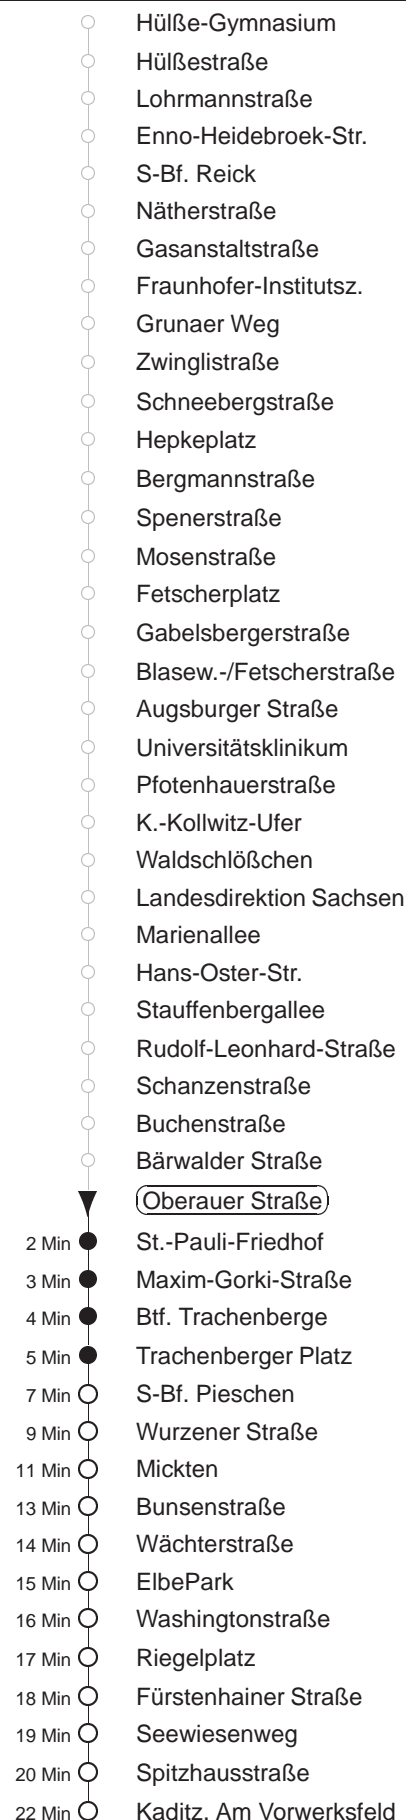 Hülße-Gymnasium
Hülßestraße
Lohrmannstraße
Enno-Heidebroek-Str.
S-Bf. Reick
Nätherstraße
Gasanstaltstraße
Fraunhofer-Institutsz.
Grunaer Weg
Zwinglistraße
Schneebergstraße
Hepkeplatz
Bergmannstraße
Spenerstraße
Mosenstraße
Fetscherplatz
Gabelsbergerstraße
Blasew.-/Fetscherstraße
Augsburger Straße
Universitätsklinikum
Pfotenhauerstraße
K.-Kollwitz-Ufer
Waldschlößchen
Landesdirektion Sachsen
Marienallee
Hans-Oster-Str.
Stauffenbergallee
Rudolf-Leonhard-Straße
Schanzenstraße
Buchenstraße
Bärwalder Straße
Oberauer Straße
2 Min St.-Pauli-Friedhof
3 Min Maxim-Gorki-Straße
4 Min Btf. Trachenberge
5 Min Trachenberger Platz
7 Min S-Bf. Pieschen
9 Min Wurzener Straße
11 Min Mickten
13 Min Bunsenstraße
14 Min Wächterstraße
15 Min ElbePark
16 Min Washingtonstraße
17 Min Riegelplatz
18 Min Fürstenhainer Straße
19 Min Seewiesenweg
20 Min Spitzhausstraße
22 Min Kaditz, Am Vorwerksfeld